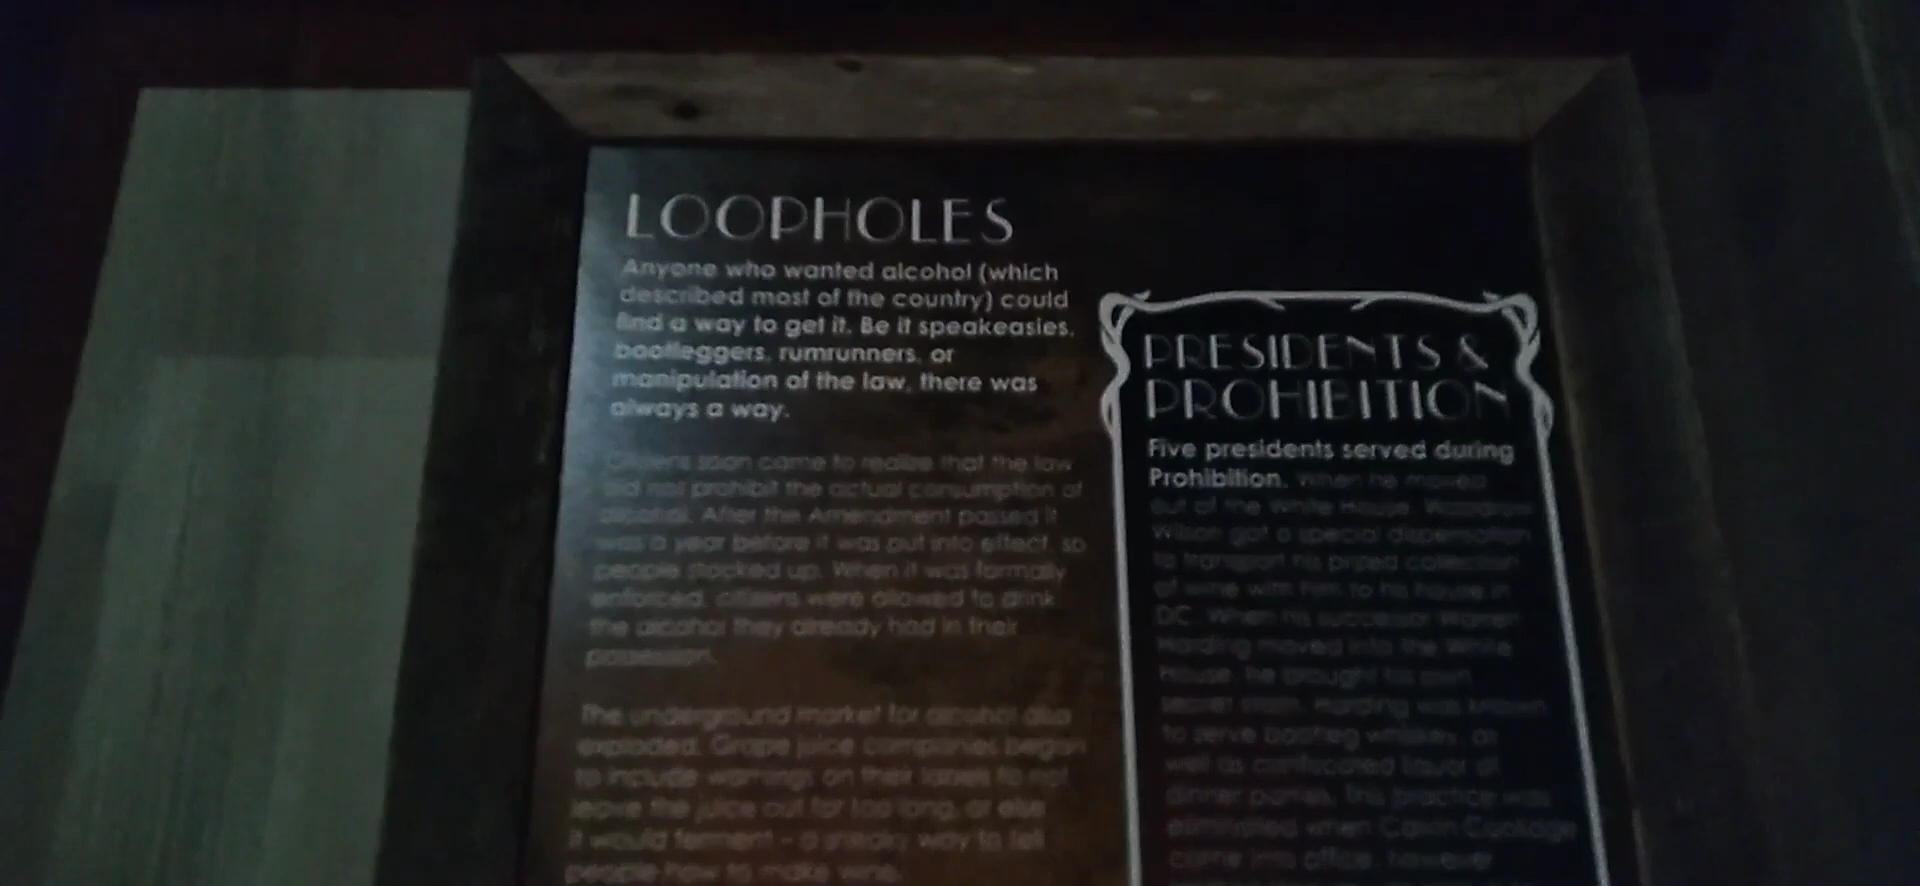 LOOPHOLES
Anyone who wanted alcohol (which
described most of the country) could
find a way to get it. Be it speakeasies,
bootleggers, rumrunners, or
manipulation of the law, there was
always a way.
Citizens soon came to realize that the law
did not prohibit the actual consumption of
alcohol. After the Amendment passed it
was a year before it was put into effect, so
people stocked up. When it was formally
enforced, citizens were allowed to drink
the alcohol they already had in their
possession.
The underground market for alcohol also
exploded. Grape juice companies began
to include warnings on their labels to not
leave the juice out for too long, or else
it would ferment – a sneaky way to tell
people how to make wine.
PRESIDENTS &
PROHIBITION
Five presidents served during
Prohibition. When he moved
out of the White House, Woodrow
Wilson got a special dispensation
to transport his prized collection
of wine with him to his house in
DC. When his successor Warren
Harding moved into the White
House, he brought his own
secret stash. Harding was known
to serve bootleg whiskey, as
well as confiscated liquor at
dinner parties. This practice was
eliminated when Calvin Coolidge
came into office, however